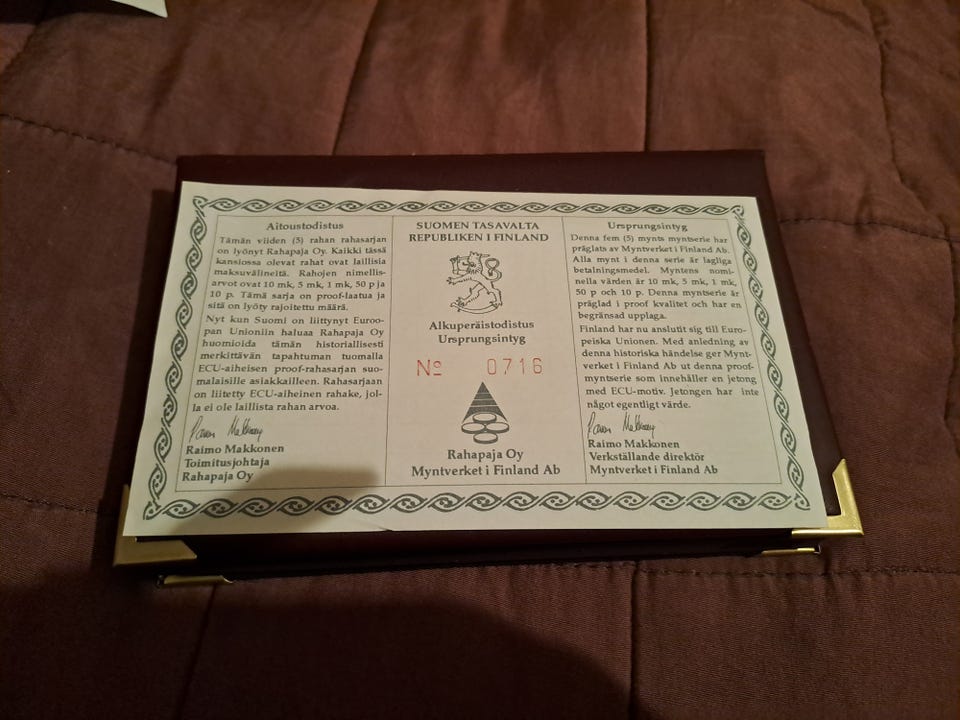 Aitoustodistus
Tämän viiden (5) rahan rahasarjan
on lyönyt Rahapaja Oy. Kaikki tässä
kansiossa olevat rahat ovat laillisia
maksuvälineitä. Rahojen nimellis-
arvot ovat 10 mk, 5 mk, 1 mk, 50 p ja
10 p. Tämä sarja on proof-laatua ja
sitä on lyöty rajoitettu määrä.
Nyt kun Suomi on liittynyt Euroo-
pan Unioniin haluaa Rahapaja Oy
huomioida tämän historiallisesti
merkittävän tapahtuman tuomalla
ECU-aiheisen proof-rahasarjan suo-
malaisille asiakkailleen. Rahasarjaan
on liitetty ECU-aiheinen rahake, jol-
la ei ole laillista rahan arvoa.
Raimo Makkonen
Toimitusjohtaja
Rahapaja Oy
SUOMEN TASAVALTA
REPUBLIKEN I FINLAND
Alkuperäistodistus
Ursprungsintyg
Nº 0716
Rahapaja Oy
Myntverket i Finland Ab
Ursprungsintyg
Denna fem (5) mynts myntserie har
präglats av Myntverket i Finland Ab.
Alla mynt i denna serie är lagliga
betalningsmedel. Myntens nomi-
nella värden är 10 mk, 5 mk, 1 mk,
50 p och 10 p. Denna myntserie är
präglad i proof kvalitet och har en
begränsad upplaga.
Finland har nu anslutit sig till Euro-
peiska Unionen. Med anledning av
denna historiska händelse ger Mynt-
verket i Finland Ab ut denna proof-
myntserie som innehåller en jetong
med ECU-motiv. Jetongen har inte
något egentligt värde.
Raimo Makkonen
Verkställande direktör
Myntverket i Finland Ab